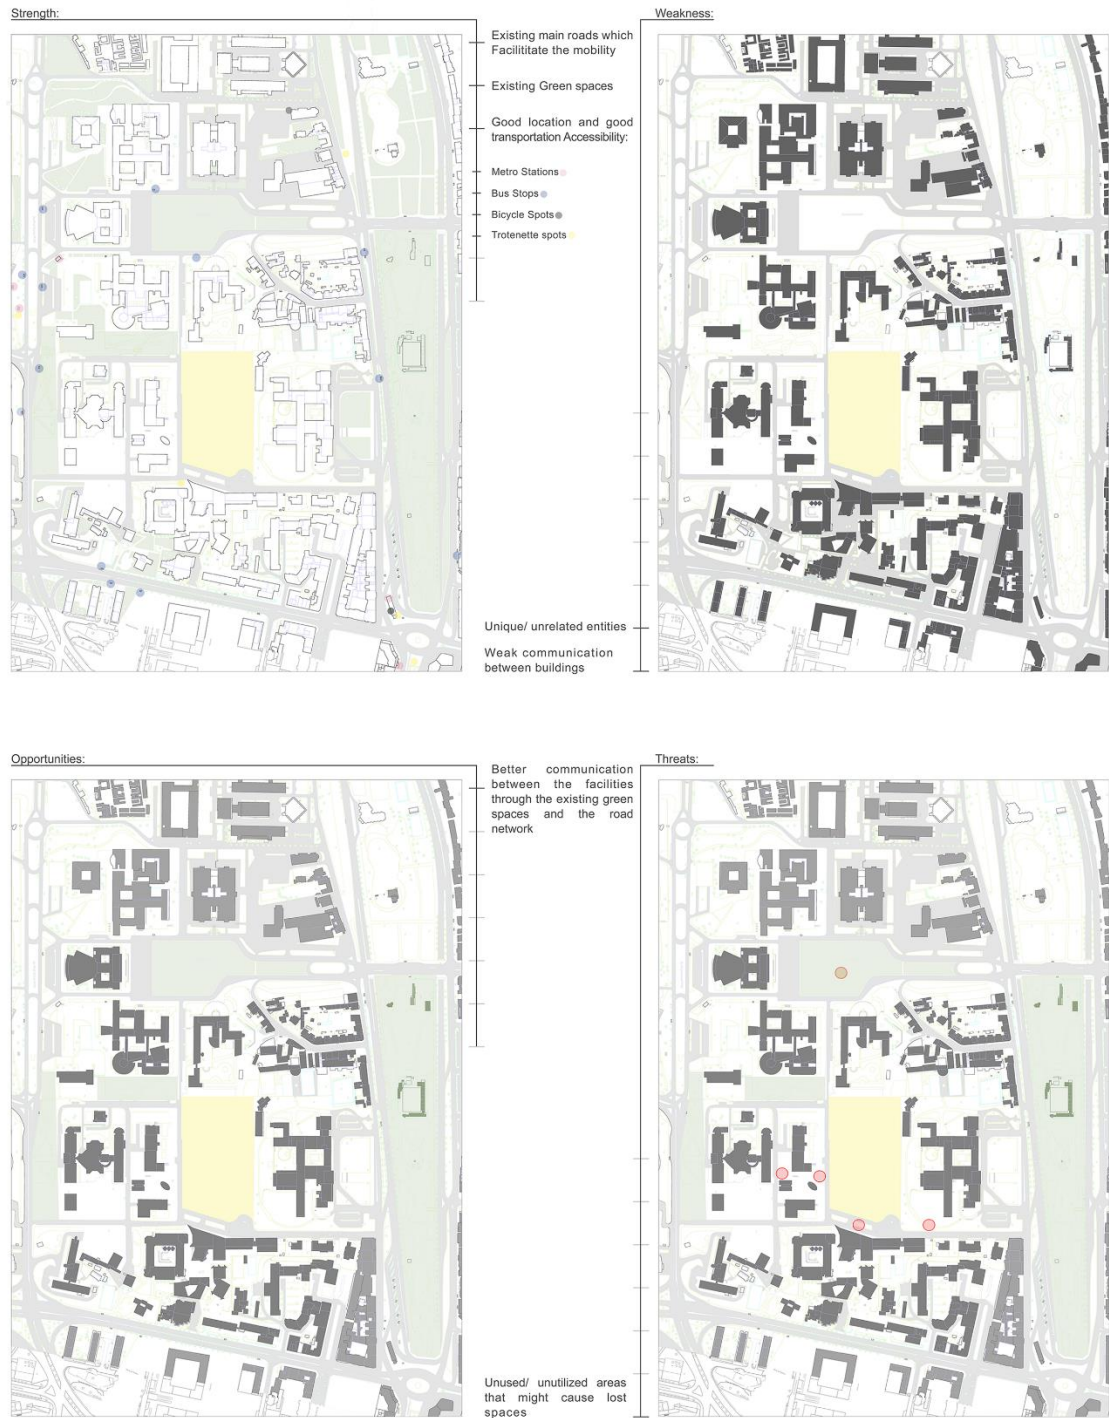 Strength:
Existing main roads which
Facilititate the mobility
Existing Green spaces
Good location and good
transportation Accessibility:
Metro Stations
Bus Stops
Bicycle Spots
Trotenette spots
Weakness:
Unique/ unrelated entities
Weak communication
between buildings
Opportunities:
Better communication
between the facilities
through the existing green
spaces and the road
network
Threats:
Unused/ unutilized areas
that might cause lost
spaces